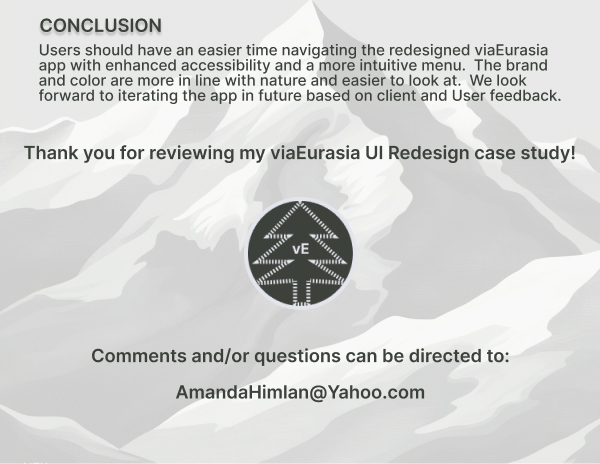 CONCLUSION
Users should have an easier time navigating the redesigned viaEurasia
app with enhanced accessibility and a more intuitive menu.  The brand
and color are more in line with nature and easier to look at.  We look
forward to iterating the app in future based on client and User feedback.
Thank you for reviewing my viaEurasia UI Redesign case study!
vE
Comments and/or questions can be directed to:
AmandaHimlan@Yahoo.com